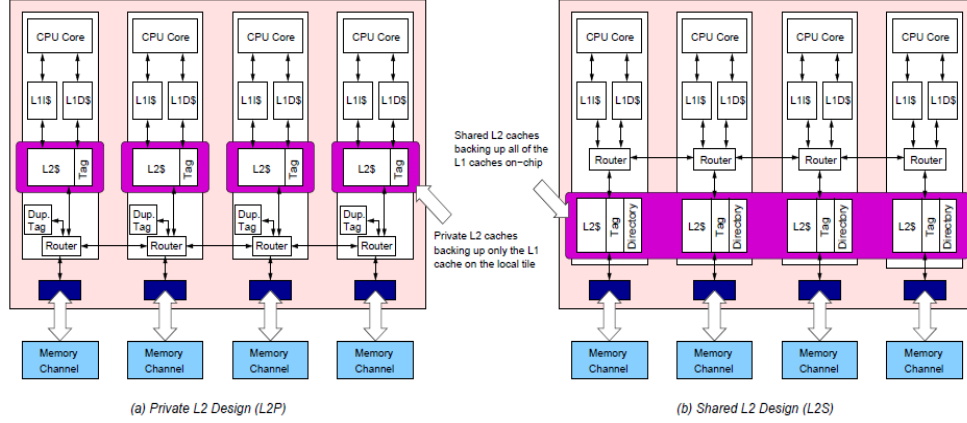 CPU Core
CPU Core
CPU Core
CPU Core
L1I$ L1D$
L1I$ L1D$
L1I$ L1D$
L1I$ L1D$
L2$ Tag
L2$ Tag
L2$ Tag
L2$ Tag
Dup.
Tag
Dup.
Tag
Dup.
Tag
Dup.
Tag
Router
Router
Router
Router
Memory
Channel
Memory
Channel
Memory
Channel
Memory
Channel
(a) Private L2 Design (L2P)
Shared L2 caches
backing up all of the
L1 caches on-chip
Private L2 caches
backing up only the L1
cache on the local tile
CPU Core
CPU Core
CPU Core
CPU Core
L1I$ L1D$
L1I$ L1D$
L1I$ L1D$
L1I$ L1D$
Router
Router
Router
Router
L2$ Tag Directory
L2$ Tag Directory
L2$ Tag Directory
L2$ Tag Directory
Memory
Channel
Memory
Channel
Memory
Channel
Memory
Channel
(b) Shared L2 Design (L2S)